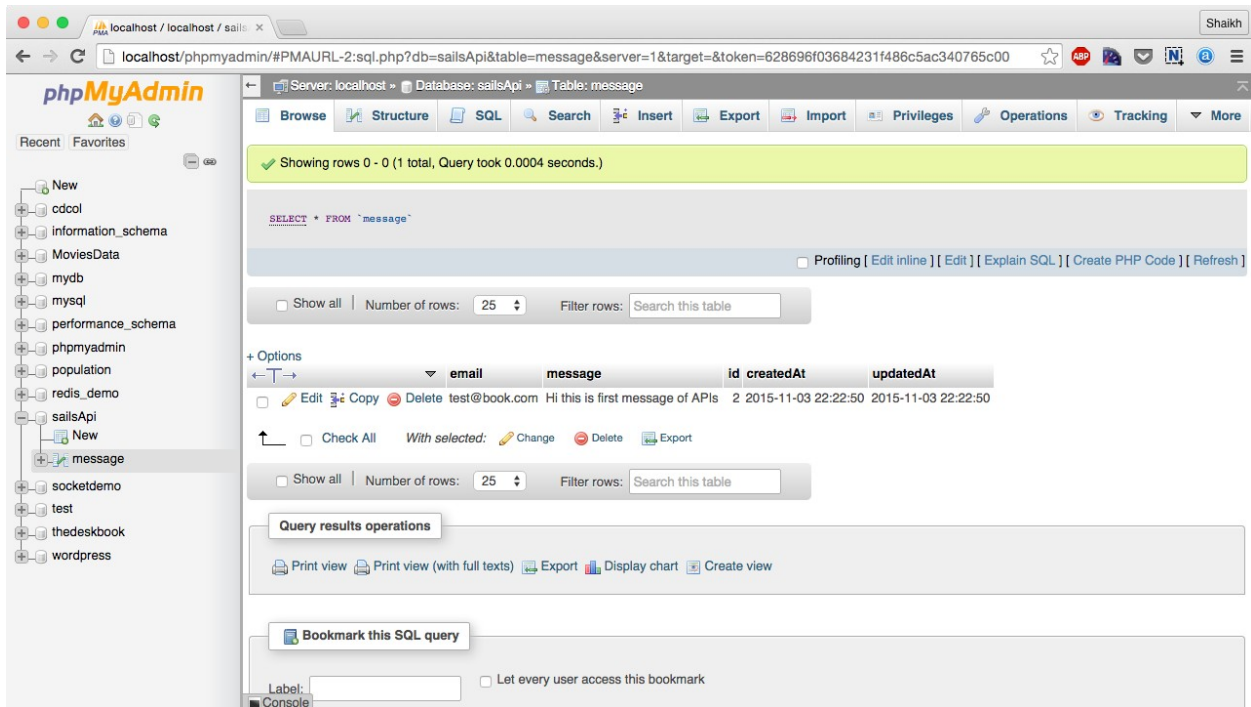 localhost / localhost / sails
Shaikh
localhost/phpmyadmin/#PMAURL-2:sql.php?db=sailsApi&table=message&server=1&target=&token=628696f03684231f486c5ac340765c00
ABP
N
a
phpMyAdmin
Recent Favorites
New
cdcol
information_schema
MoviesData
mydb
mysql
performance_schema
phpmyadmin
population
redis_demo
sailsApi
New
message
socketdemo
test
thedeskbook
wordpress
Server: localhost » Database: sailsApi » Table: message
Browse Structure SQL Search Insert Export Import Privileges Operations Tracking More
Showing rows 0 - 0 (1 total, Query took 0.0004 seconds.)
SELECT * FROM `message`
Profiling [ Edit inline ] [ Edit ] [ Explain SQL ] [ Create PHP Code ] [ Refresh ]
Show all | Number of rows: 25 Filter rows: Search this table
+ Options
←T→ email message id createdAt updatedAt
Edit Copy Delete test@book.com Hi this is first message of APIs 2 2015-11-03 22:22:50 2015-11-03 22:22:50
Check All With selected: Change Delete Export
Show all | Number of rows: 25 Filter rows: Search this table
Query results operations
Print view Print view (with full texts) Export Display chart Create view
Bookmark this SQL query
Label: Let every user access this bookmark
Console